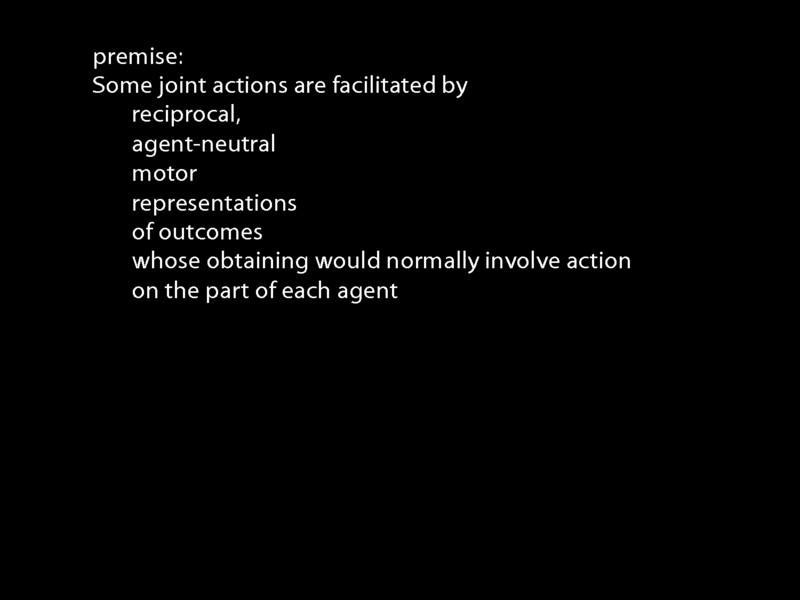 premise:
Some joint actions are facilitated by
reciprocal,
agent-neutral
motor
representations
of outcomes
whose obtaining would normally involve action
on the part of each agent